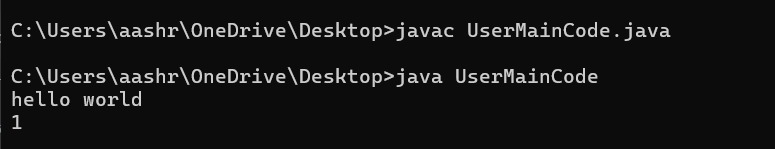 C:\Users\aashr\OneDrive\Desktop>javac UserMainCode.java
C:\Users\aashr\OneDrive\Desktop>java UserMainCode
hello world
1